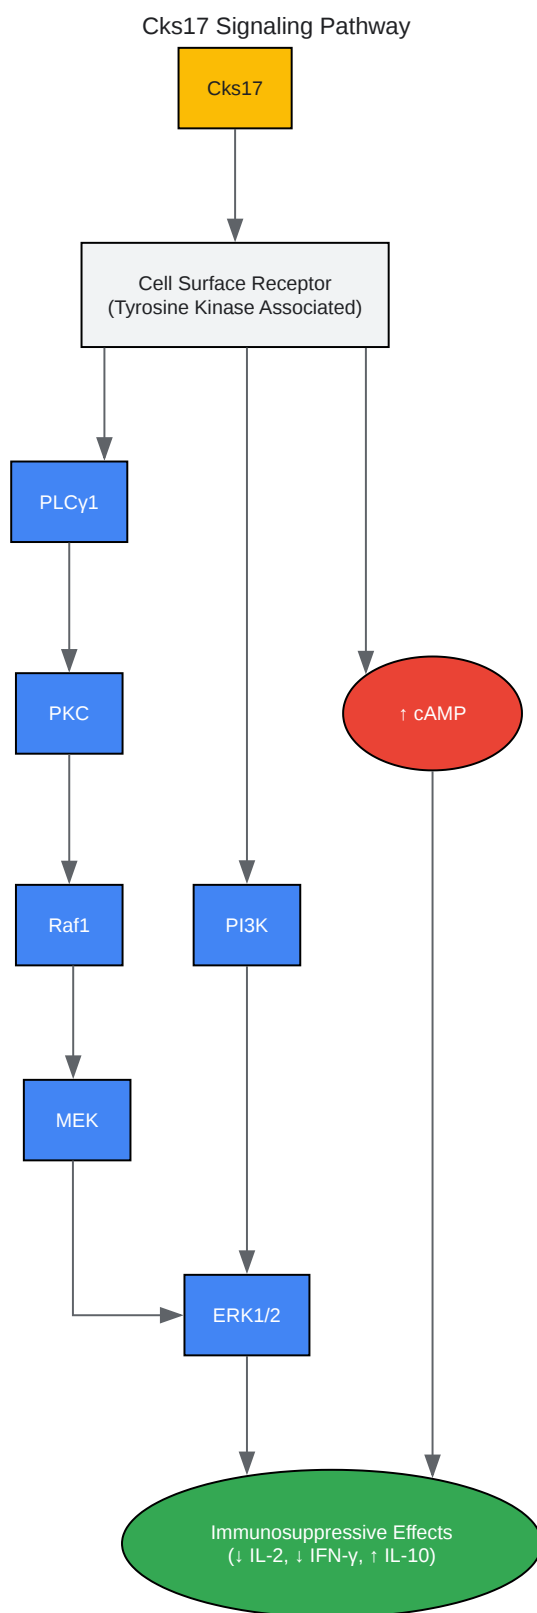 Cks17 Signaling Pathway
Cks17
Cell Surface Receptor
(Tyrosine Kinase Associated)
PLCγ1
PKC
↑ cAMP
Raf1
PI3K
MEK
ERK1/2
Immunosuppressive Effects
(↓ IL-2, ↓ IFN-γ, ↑ IL-10)